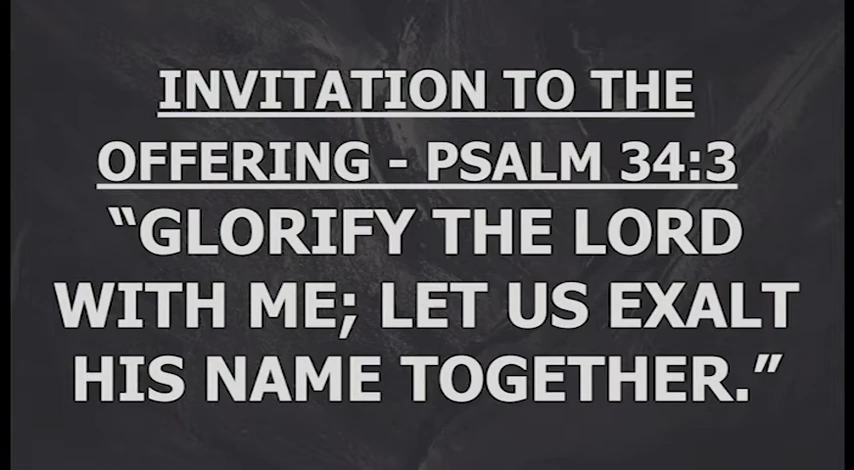 INVITATION TO THE
OFFERING - PSALM 34:3
“GLORIFY THE LORD
WITH ME; LET US EXALT
HIS NAME TOGETHER.”